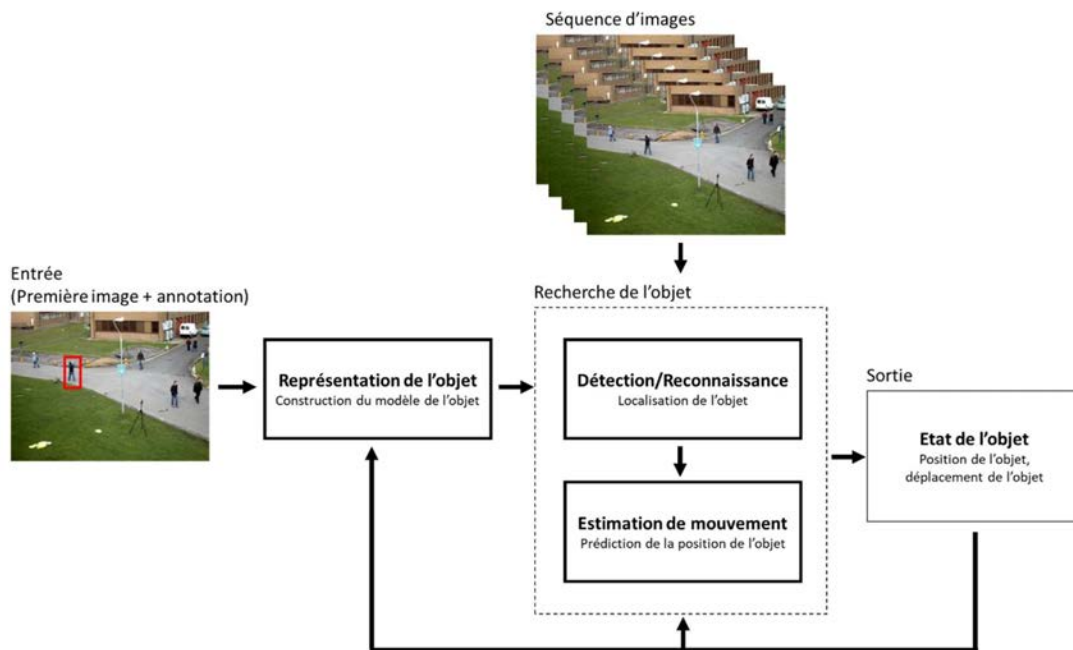 Séquence d'images
Entrée
(Première image + annotation)
Recherche de l'objet
Représentation de l'objet
Construction du modèle de l'objet
Détection/Reconnaissance
Localisation de l'objet
Estimation de mouvement
Prédiction de la position de l'objet
Sortie
Etat de l'objet
Position de l'objet,
déplacement de l'objet